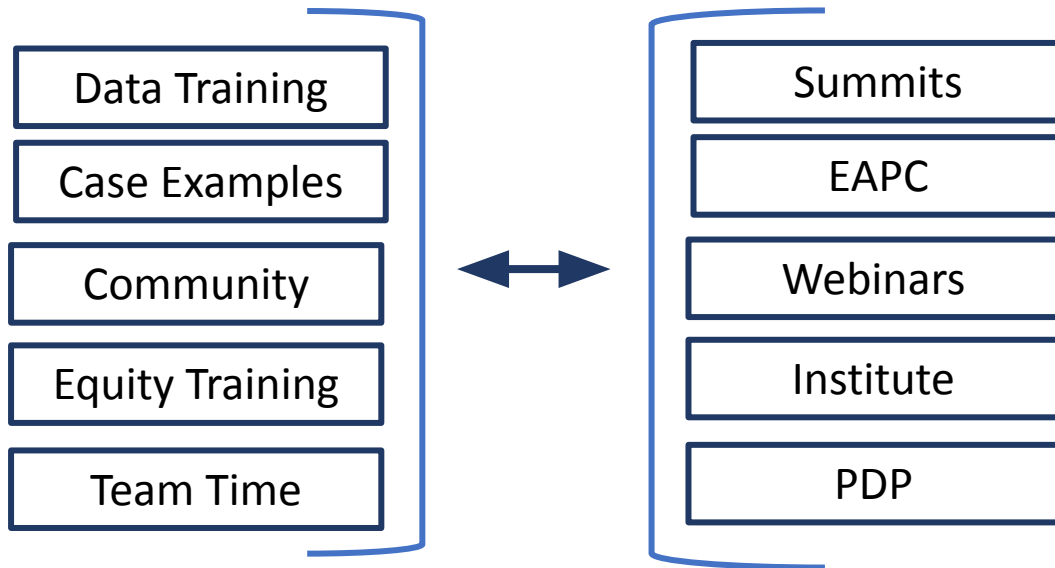 Data Training
Case Examples
Community
Equity Training
Team Time
Summits
EAPC
Webinars
Institute
PDP